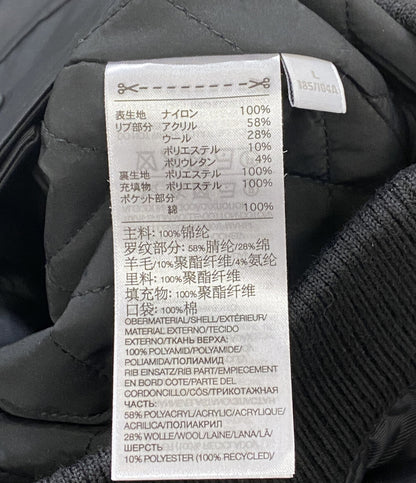 L
185/104A
表生地 ナイロン 100%
リブ部分 アクリル 58%
ウール 28%
ポリエステル 10%
ポリウレタン 4%
裏生地 ポリエステル 100%
充填物 ポリエステル 100%
ポケット部分
綿 100%
主料: 100%锦纶
罗纹部分: 58%腈纶/28%绵
羊毛/10%聚酯纤维/4%氨纶
里料: 100%聚酯纤维
填充物: 100%聚酯纤维
口袋: 100%棉
OBERMATERIAL/SHELL/EXTÉRIEUR/
MATERIAL EXTERNO/TECIDO
EXTERNO/ТКАНЬ ВЕРХА:
100% POLYAMID/POLYAMIDE/
POLIAMIDA/ПОЛИАМИД
RIB EINSATZ/RIB PART/EMPIECEMENT
EN BORD COTE/PARTE DEL
CORDONCILLO/CÓS/ТРИКОТАЖНАЯ
ЧАСТЬ:
58% POLYACRYL/ACRYLIC/ACRYLIQUE/
ACRILICA/ПОЛИАКРИЛ
28% WOLLE/WOOL/LAINE/LANA/LÃ/
ШЕРСТЬ
10% POLYESTER (100% RECYCLED)/